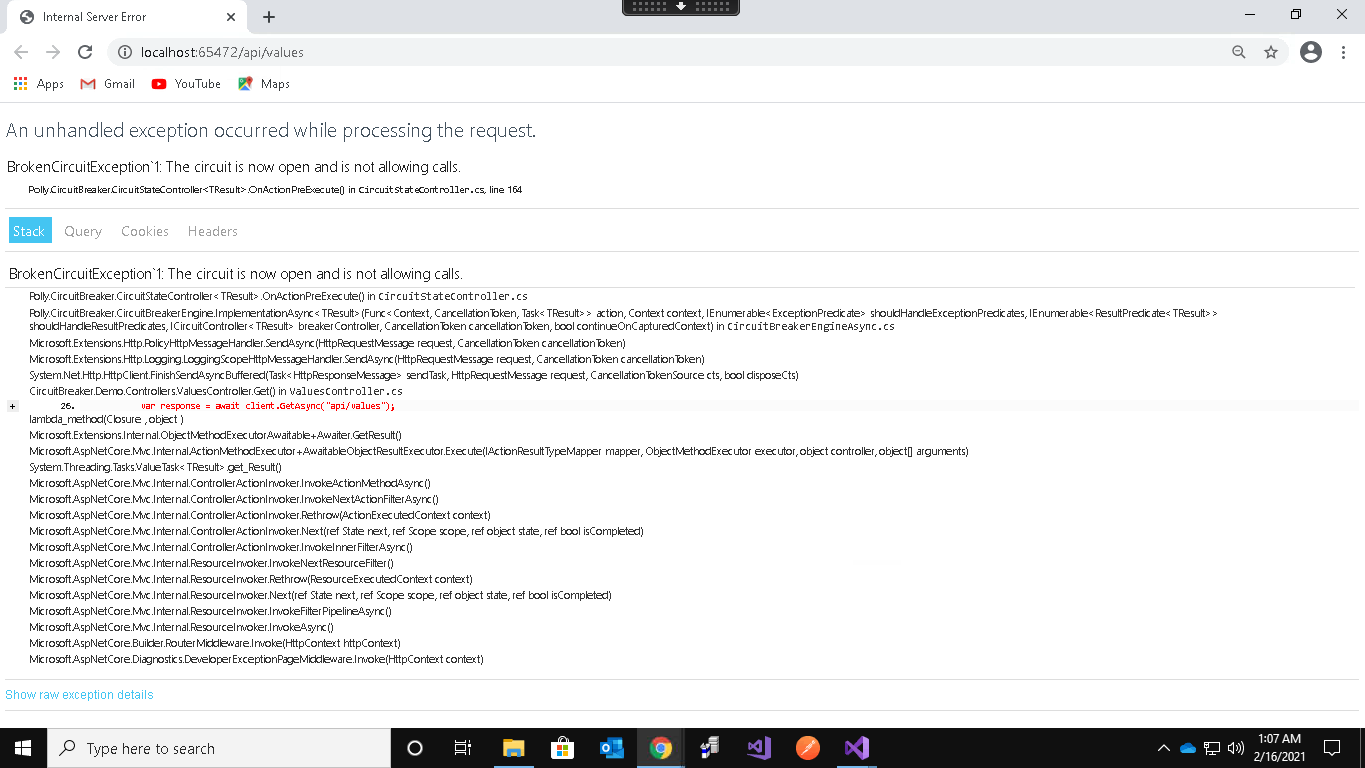 Internal Server Error
localhost:65472/api/values
Apps Gmail YouTube Maps
An unhandled exception occurred while processing the request.
BrokenCircuitException`1: The circuit is now open and is not allowing calls.
Polly.CircuitBreaker.CircuitStateController<TResult>.OnActionPreExecute() in CircuitStateController.cs, line 164
Stack Query Cookies Headers
BrokenCircuitException`1: The circuit is now open and is not allowing calls.
Polly.CircuitBreaker.CircuitStateController<TResult>.OnActionPreExecute() in CircuitStateController.cs
Polly.CircuitBreaker.CircuitBreakerEngine.ImplementationAsync<TResult>(Func<Context, CancellationToken, Task<TResult>> action, Context context, IEnumerable<ExceptionPredicate> shouldHandleExceptionPredicates, IEnumerable<ResultPredicate<TResult>>
shouldHandleResultPredicates, ICircuitController<TResult> breakerController, CancellationToken cancellationToken, bool continueOnCapturedContext) in CircuitBreakerEngineAsync.cs
Microsoft.Extensions.Http.PolicyHttpMessageHandler.SendAsync(HttpRequestMessage request, CancellationToken cancellationToken)
Microsoft.Extensions.Http.Logging.LoggingScopeHttpMessageHandler.SendAsync(HttpRequestMessage request, CancellationToken cancellationToken)
System.Net.Http.HttpClient.FinishSendAsyncBuffered(Task<HttpResponseMessage> sendTask, HttpRequestMessage request, CancellationTokenSource cts, bool disposeCts)
CircuitBreaker.Demo.Controllers.ValuesController.Get() in ValuesController.cs
+ 26. var response = await client.GetAsync("api/values");
lambda_method(Closure , object )
Microsoft.Extensions.Internal.ObjectMethodExecutorAwaitable+Awaiter.GetResult()
Microsoft.AspNetCore.Mvc.Internal.ActionMethodExecutor+AwaitableObjectResultExecutor.Execute(IActionResultTypeMapper mapper, ObjectMethodExecutor executor, object controller, object[] arguments)
System.Threading.Tasks.ValueTask<TResult>.get_Result()
Microsoft.AspNetCore.Mvc.Internal.ControllerActionInvoker.InvokeActionMethodAsync()
Microsoft.AspNetCore.Mvc.Internal.ControllerActionInvoker.InvokeNextActionFilterAsync()
Microsoft.AspNetCore.Mvc.Internal.ControllerActionInvoker.Rethrow(ActionExecutedContext context)
Microsoft.AspNetCore.Mvc.Internal.ControllerActionInvoker.Next(ref State next, ref Scope scope, ref object state, ref bool isCompleted)
Microsoft.AspNetCore.Mvc.Internal.ControllerActionInvoker.InvokeInnerFilterAsync()
Microsoft.AspNetCore.Mvc.Internal.ResourceInvoker.InvokeNextResourceFilter()
Microsoft.AspNetCore.Mvc.Internal.ResourceInvoker.Rethrow(ResourceExecutedContext context)
Microsoft.AspNetCore.Mvc.Internal.ResourceInvoker.Next(ref State next, ref Scope scope, ref object state, ref bool isCompleted)
Microsoft.AspNetCore.Mvc.Internal.ResourceInvoker.InvokeFilterPipelineAsync()
Microsoft.AspNetCore.Mvc.Internal.ResourceInvoker.InvokeAsync()
Microsoft.AspNetCore.Builder.RouterMiddleware.Invoke(HttpContext httpContext)
Microsoft.AspNetCore.Diagnostics.DeveloperExceptionPageMiddleware.Invoke(HttpContext context)
Show raw exception details
Type here to search
1:07 AM
2/16/2021